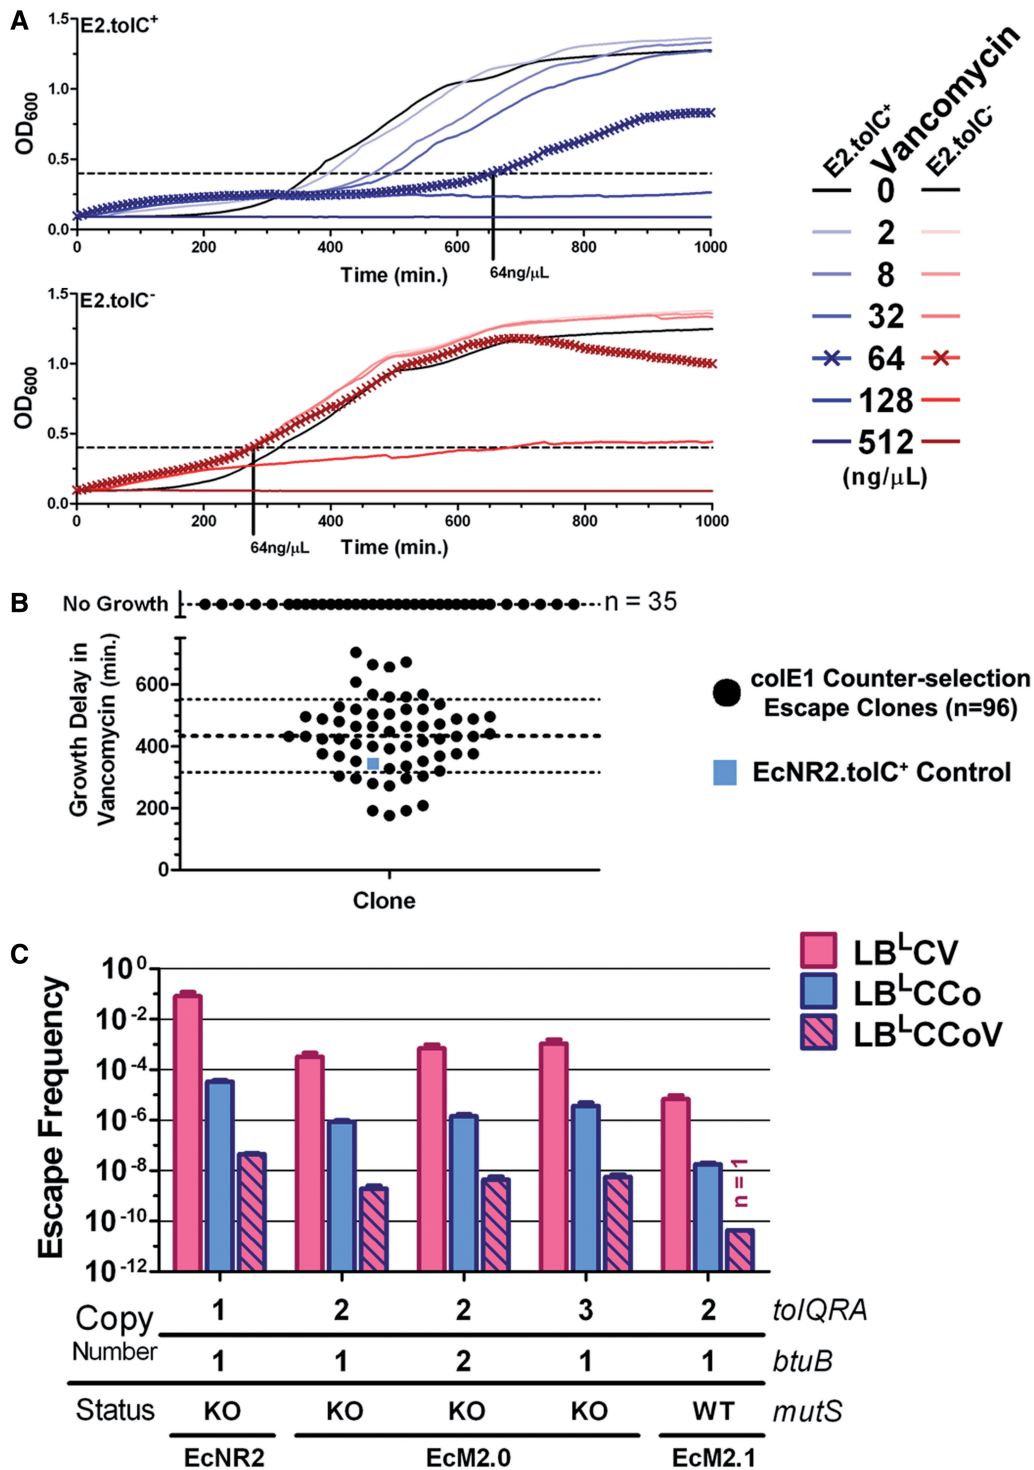 A
E2.tolC⁺
1.5
1.0
0.5
0.0
OD₆₀₀
0 200 400 600 800 1000
Time (min.)
64ng/µL
E2.tolC⁻
1.5
1.0
0.5
0.0
OD₆₀₀
0 200 400 600 800 1000
64ng/µL
Time (min.)
E2.tolC⁺
Vancomycin
E2.tolC⁻
0
2
8
32
64
128
512
(ng/µL)
B
No Growth
n = 35
Growth Delay in
Vancomycin (min.)
600
400
200
0
Clone
colE1 Counter-selection
Escape Clones (n=96)
EcNR2.tolC⁺ Control
C
Escape Frequency
10⁰
10⁻²
10⁻⁴
10⁻⁶
10⁻⁸
10⁻¹⁰
10⁻¹²
n = 1
LBᴸCV
LBᴸCCo
LBᴸCCoV
Copy
Number
1 2 2 3 2 tolQRA
1 1 2 1 1 btuB
Status KO KO KO KO WT mutS
EcNR2 EcM2.0 EcM2.1